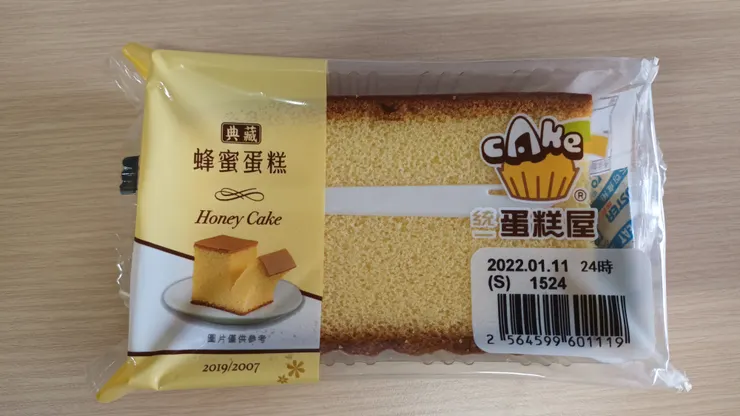 典藏
蜂蜜蛋糕
Honey Cake
圖片僅供參考
2019/2007
cAke
®
統一蛋糕屋
2022.01.11 24時
(S) 1524
2 564599 601119